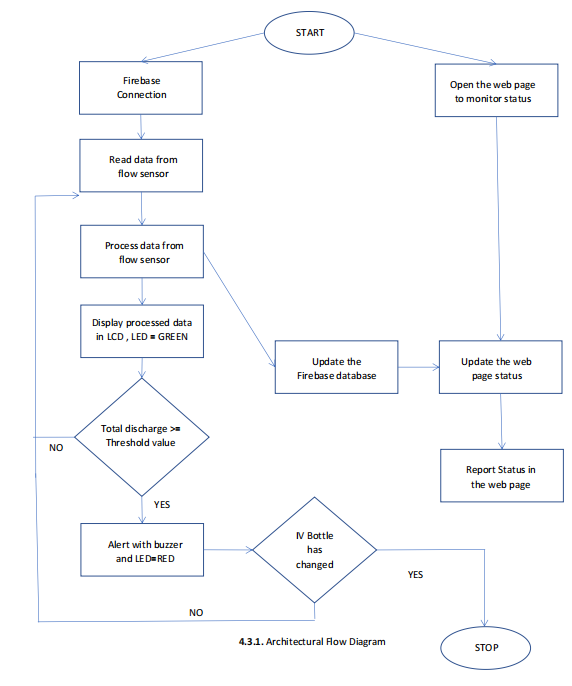 START
Firebase
Connection
Open the web page
to monitor status
Read data from
flow sensor
Process data from
flow sensor
Display processed data
in LCD , LED = GREEN
Update the
Firebase database
Update the web
page status
Total discharge >=
Threshold value
NO
Report Status in
the web page
YES
Alert with buzzer
and LED=RED
IV Bottle
has
changed
YES
NO
4.3.1. Architectural Flow Diagram
STOP